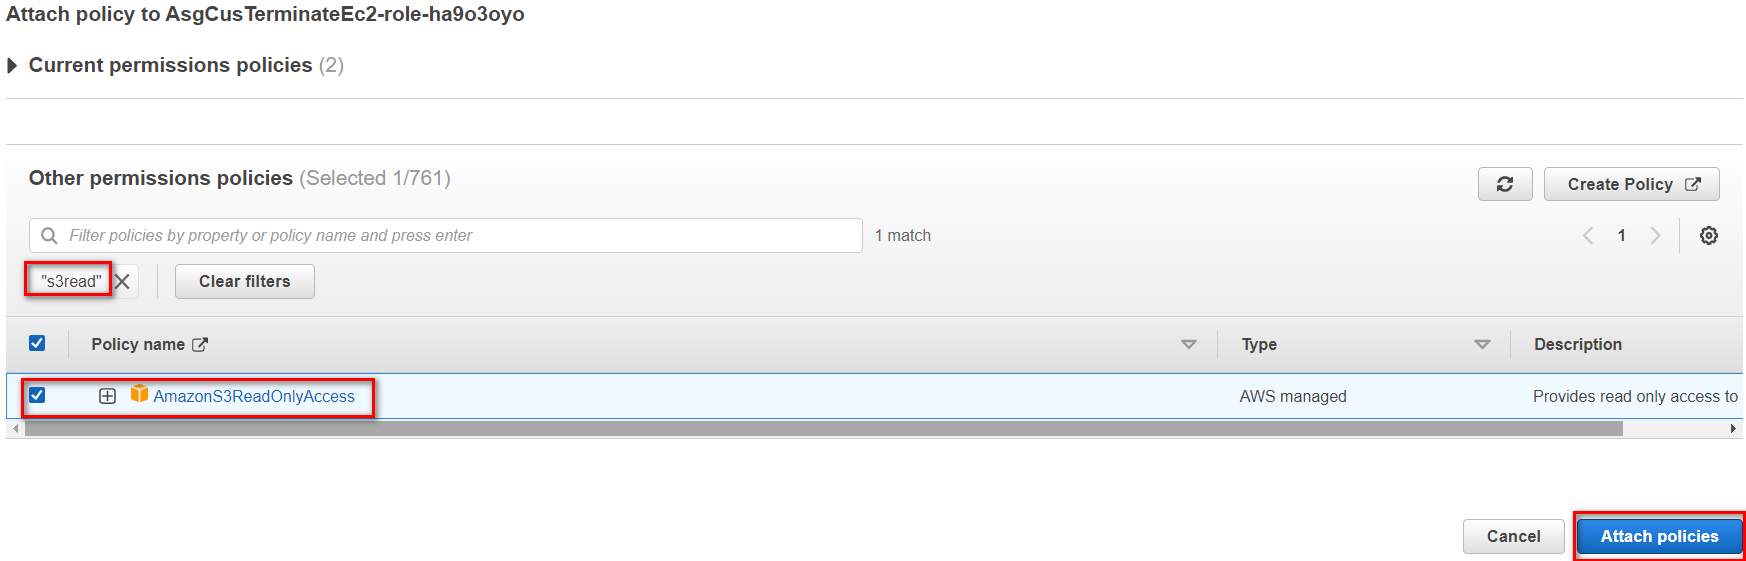 Attach policy to AsgCusTerminateEc2-role-ha9o3oyo
Current permissions policies (2)
Other permissions policies (Selected 1/761)
Create Policy
Filter policies by property or policy name and press enter
1 match
1
"s3read"
Clear filters
Policy name
Type
Description
AmazonS3ReadOnlyAccess
AWS managed
Provides read only access to
Cancel
Attach policies